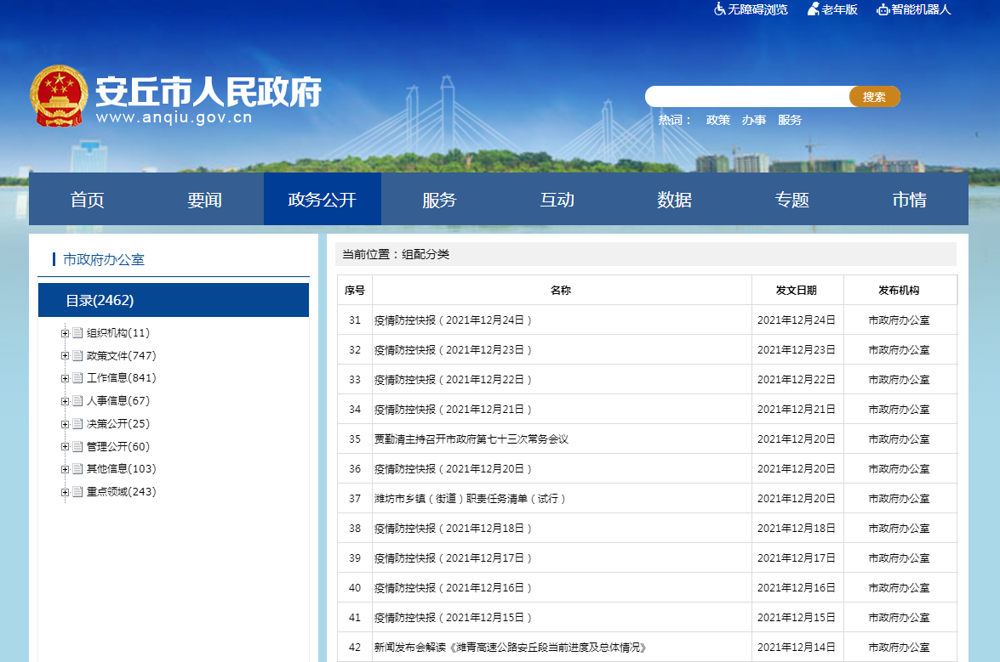 无障碍浏览 老年版 智能机器人
安丘市人民政府
www.anqiu.gov.cn
搜索
热词： 政策 办事 服务
首页 要闻 政务公开 服务 互动 数据 专题 市情
市政府办公室
目录(2462)
组织机构(11)
政策文件(747)
工作信息(841)
人事信息(67)
决策公开(25)
管理公开(60)
其他信息(103)
重点领域(243)
当前位置：组配分类
序号 名称 发文日期 发布机构
31 疫情防控快报（2021年12月24日） 2021年12月24日 市政府办公室
32 疫情防控快报（2021年12月23日） 2021年12月23日 市政府办公室
33 疫情防控快报（2021年12月22日） 2021年12月22日 市政府办公室
34 疫情防控快报（2021年12月21日） 2021年12月21日 市政府办公室
35 贾勤清主持召开市政府第七十三次常务会议 2021年12月20日 市政府办公室
36 疫情防控快报（2021年12月20日） 2021年12月20日 市政府办公室
37 潍坊市乡镇（街道）职责任务清单（试行） 2021年12月20日 市政府办公室
38 疫情防控快报（2021年12月18日） 2021年12月18日 市政府办公室
39 疫情防控快报（2021年12月17日） 2021年12月17日 市政府办公室
40 疫情防控快报（2021年12月16日） 2021年12月16日 市政府办公室
41 疫情防控快报（2021年12月15日） 2021年12月15日 市政府办公室
42 新闻发布会解读《潍青高速公路安丘段当前进度及总体情况》 2021年12月14日 市政府办公室